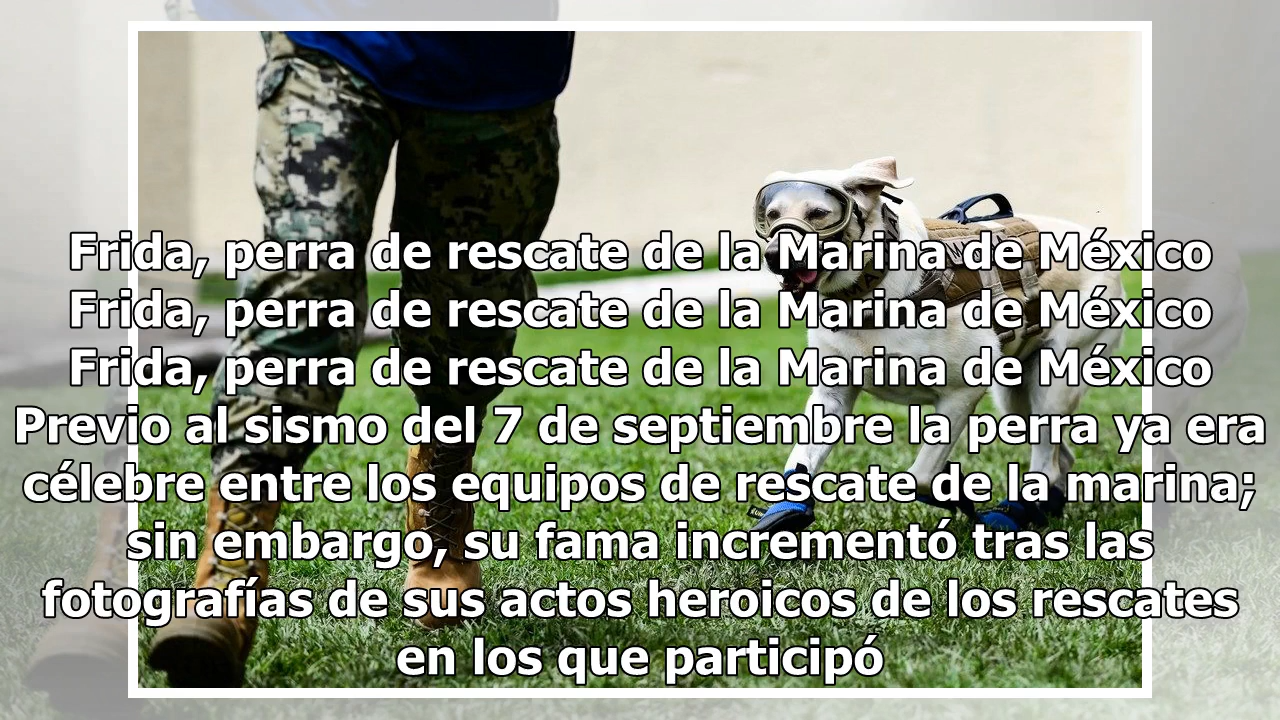 Frida, perra de rescate de la Marina de México
Frida, perra de rescate de la Marina de México
Frida, perra de rescate de la Marina de México
Previo al sismo del 7 de septiembre la perra ya era
célebre entre los equipos de rescate de la marina;
sin embargo, su fama incrementó tras las
fotografías de sus actos heroicos de los rescates
en los que participó